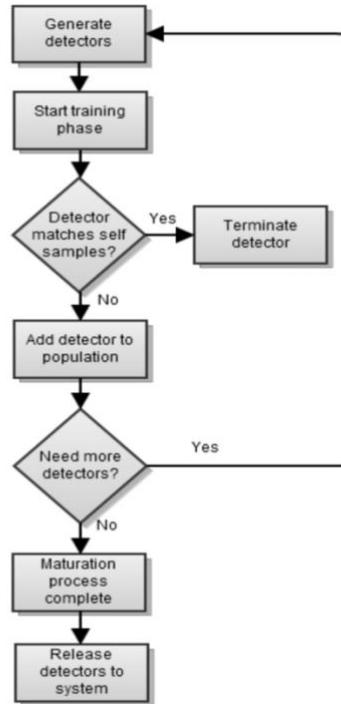 Generate
detectors
Start training
phase
Detector
matches self
samples?
Yes
Terminate
detector
No
Add detector to
population
Need more
detectors?
Yes
No
Maturation
process
complete
Release
detectors to
system